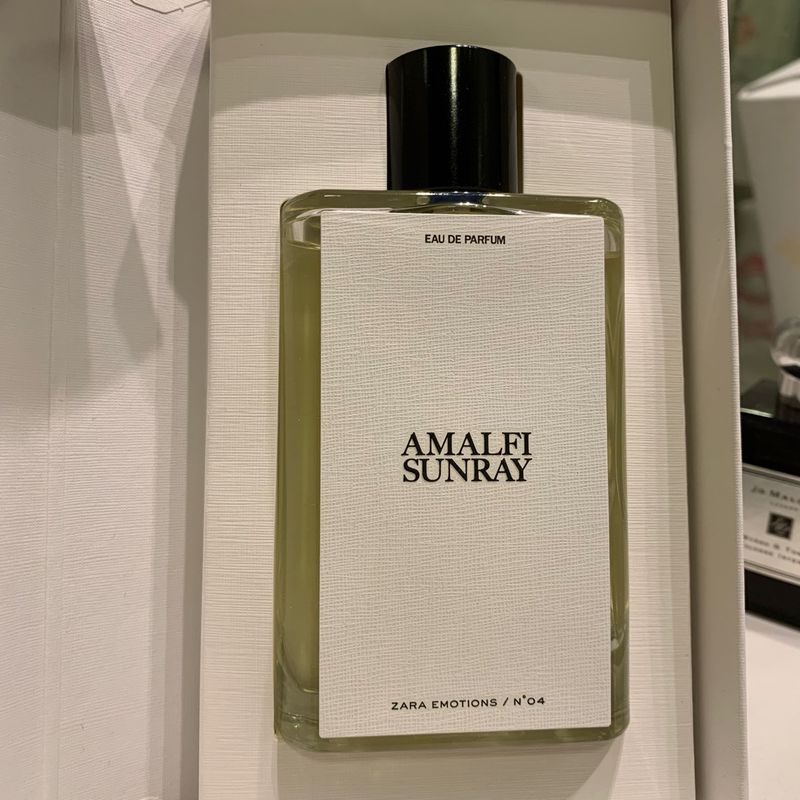 EAU DE PARFUM
AMALFI
SUNRAY
ZARA EMOTIONS / N°04